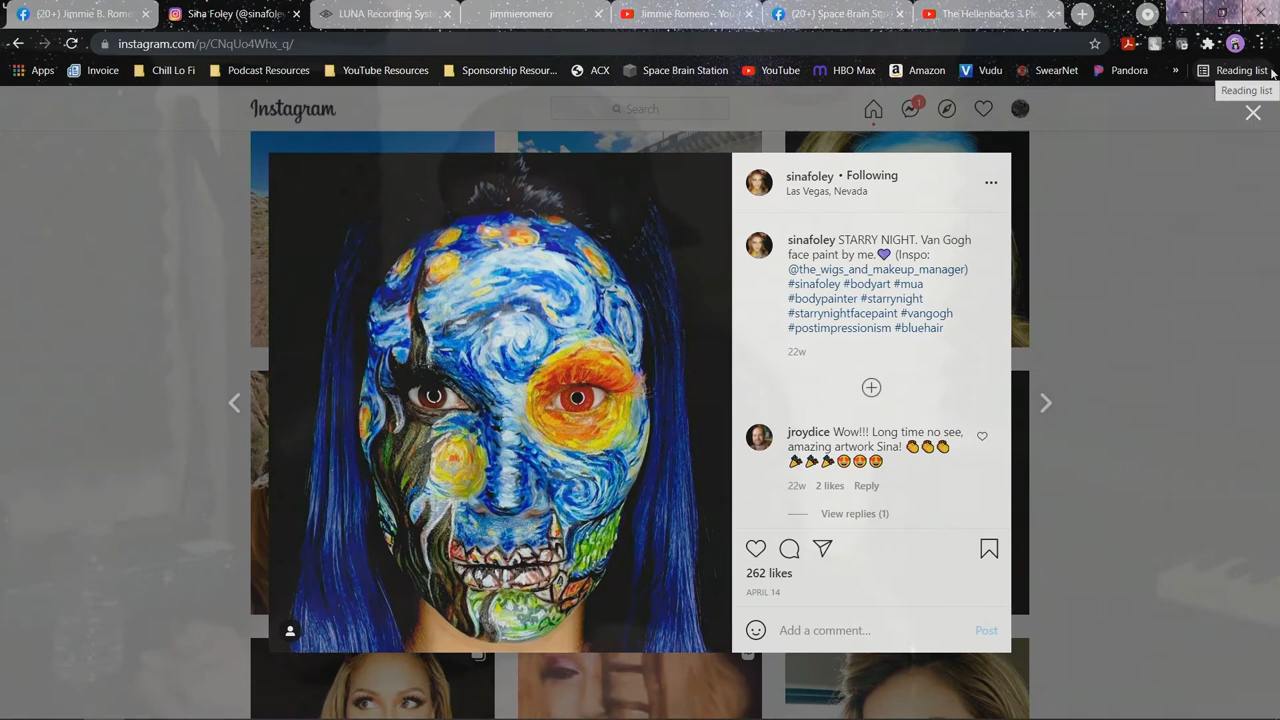 (20+) Jimmie B. Rome
Sina Foley (@sinafole
LUNA Recording Syst
jimmieromero
Jimmie Romero - You
(20+) Space Brain St
The Hellenbacks 3 Pie
instagram.com/p/CNqUo4Whx_q/
Apps
Invoice
Chill Lo Fi
Podcast Resources
YouTube Resources
Sponsorship Resour...
ACX
Space Brain Station
YouTube
HBO Max
Amazon
Vudu
SwearNet
Pandora
»
Reading list
Reading list
Instagram
Search
1
sinafoley • Following
Las Vegas, Nevada
sinafoley STARRY NIGHT. Van Gogh
face paint by me.💜 (Inspo:
@the_wigs_and_makeup_manager)
#sinafoley #bodyart #mua
#bodypainter #starrynight
#starrynightfacepaint #vangogh
#postimpressionism #bluehair
22w
jroydice Wow!!! Long time no see,
amazing artwork Sina! 👏👏👏
🎉🎉🎉😍😍😍
22w 2 likes Reply
View replies (1)
262 likes
APRIL 14
Add a comment...
Post